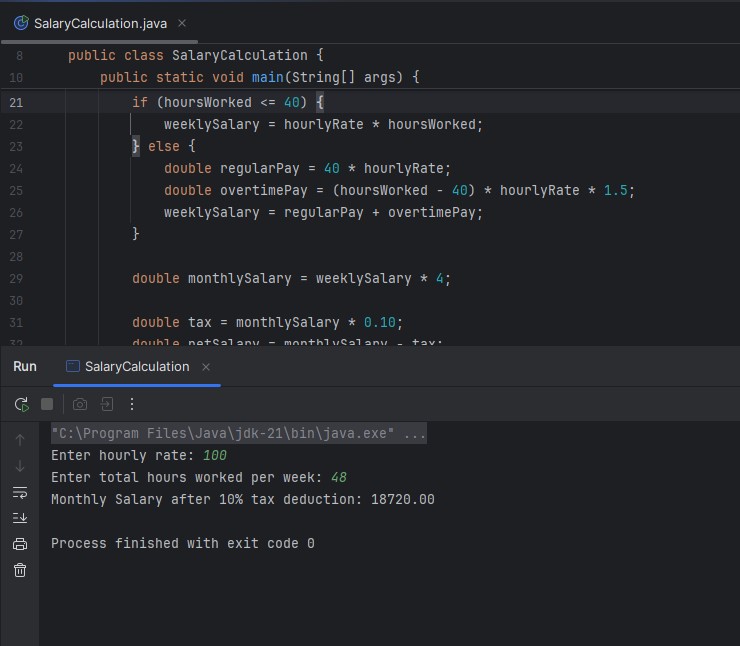 SalaryCalculation.java
8 public class SalaryCalculation {
10 public static void main(String[] args) {
21 if (hoursWorked <= 40) {
22 weeklySalary = hourlyRate * hoursWorked;
23 } else {
24 double regularPay = 40 * hourlyRate;
25 double overtimePay = (hoursWorked - 40) * hourlyRate * 1.5;
26 weeklySalary = regularPay + overtimePay;
27 }
28
29 double monthlySalary = weeklySalary * 4;
30
31 double tax = monthlySalary * 0.10;
32 double netSalary = monthlySalary - tax;
Run SalaryCalculation
"C:\Program Files\Java\jdk-21\bin\java.exe" ...
Enter hourly rate: 100
Enter total hours worked per week: 48
Monthly Salary after 10% tax deduction: 18720.00
Process finished with exit code 0